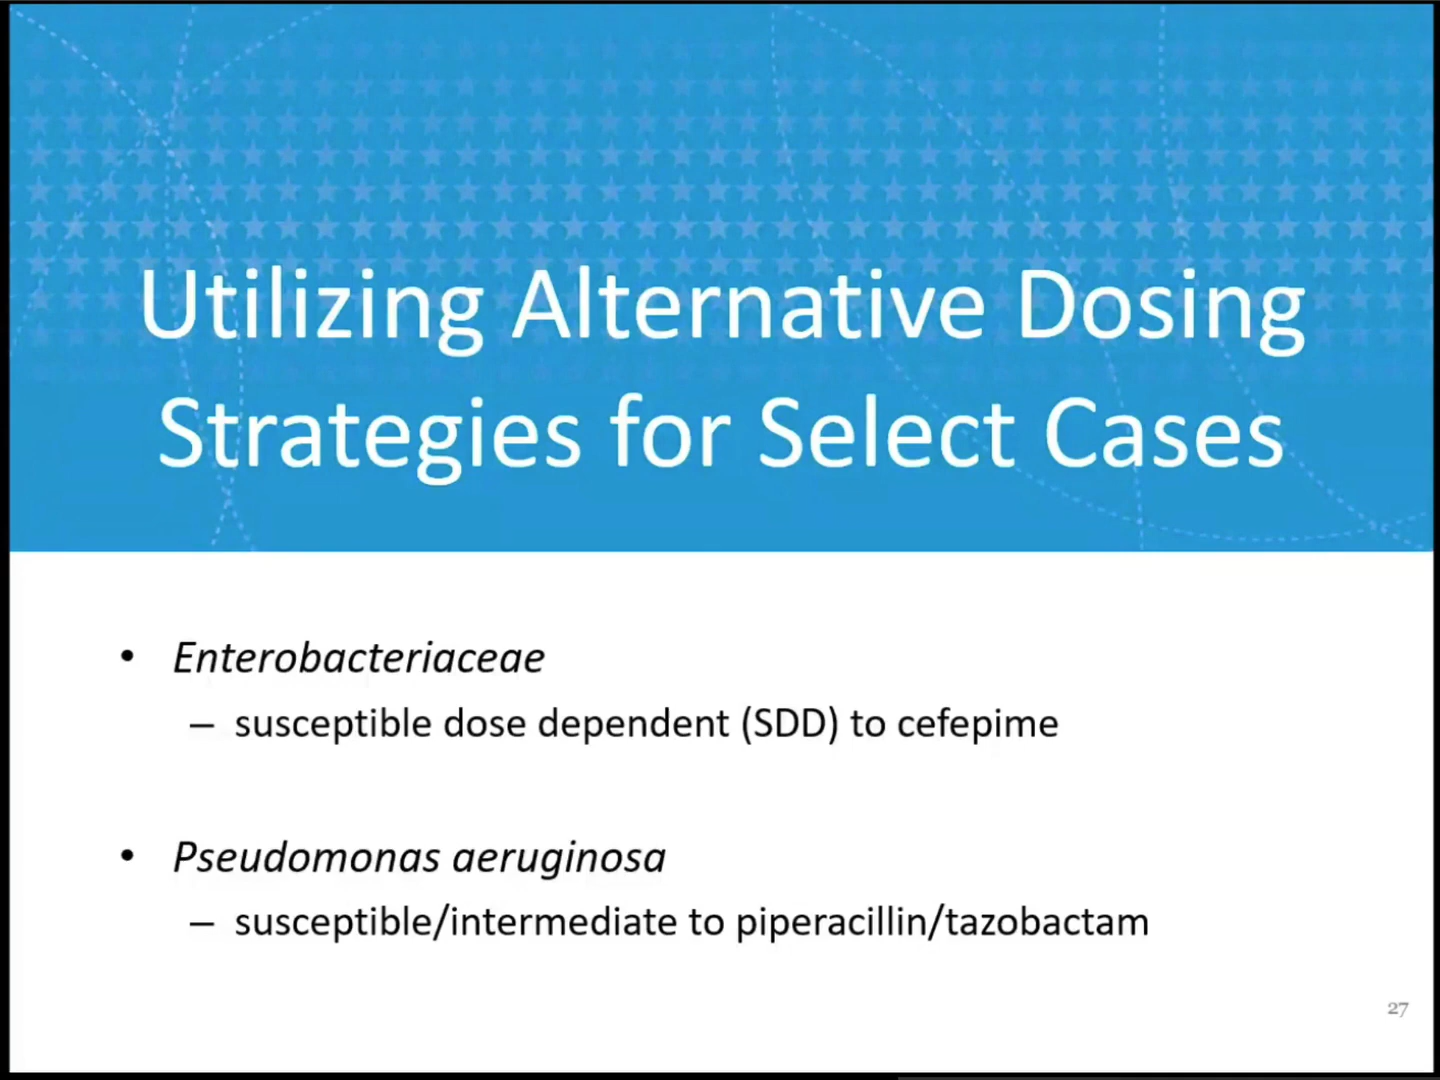 Utilizing Alternative Dosing
Strategies for Select Cases
• Enterobacteriaceae
– susceptible dose dependent (SDD) to cefepime
• Pseudomonas aeruginosa
– susceptible/intermediate to piperacillin/tazobactam
27